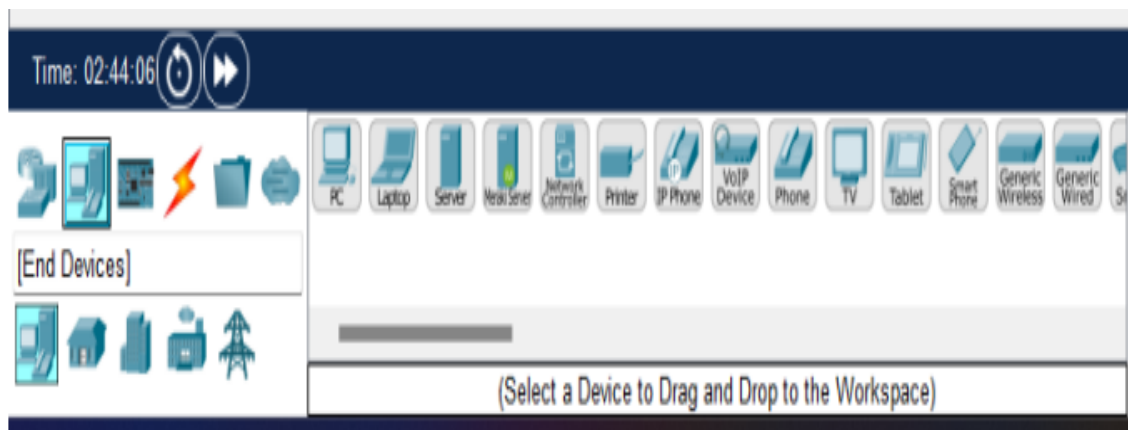 Time: 02:44:06
PC
Laptop
Server
Meraki Server
Network Controller
Printer
IP Phone
IP
VoIP Device
Phone
TV
Tablet
Smart Phone
Generic Wireless
Generic Wired
[End Devices]
(Select a Device to Drag and Drop to the Workspace)